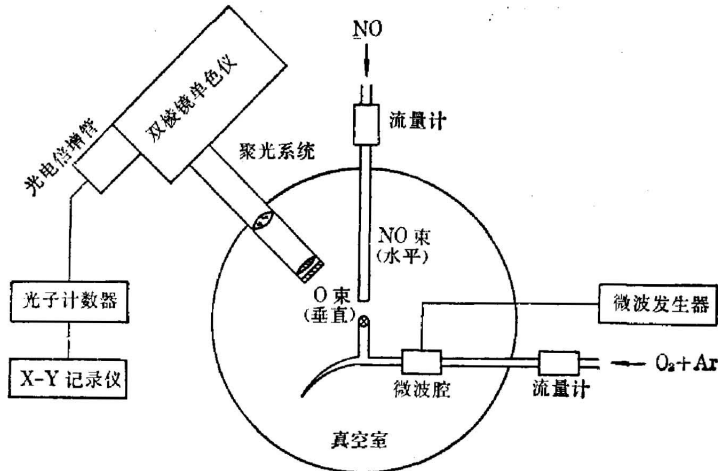 NO
流量计
双棱镜单色仪
光电倍增管
聚光系统
NO 束
(水平)
O 束
(垂直)
光子计数器
X-Y 记录仪
微波发生器
O₂+Ar
微波腔
流量计
真空室